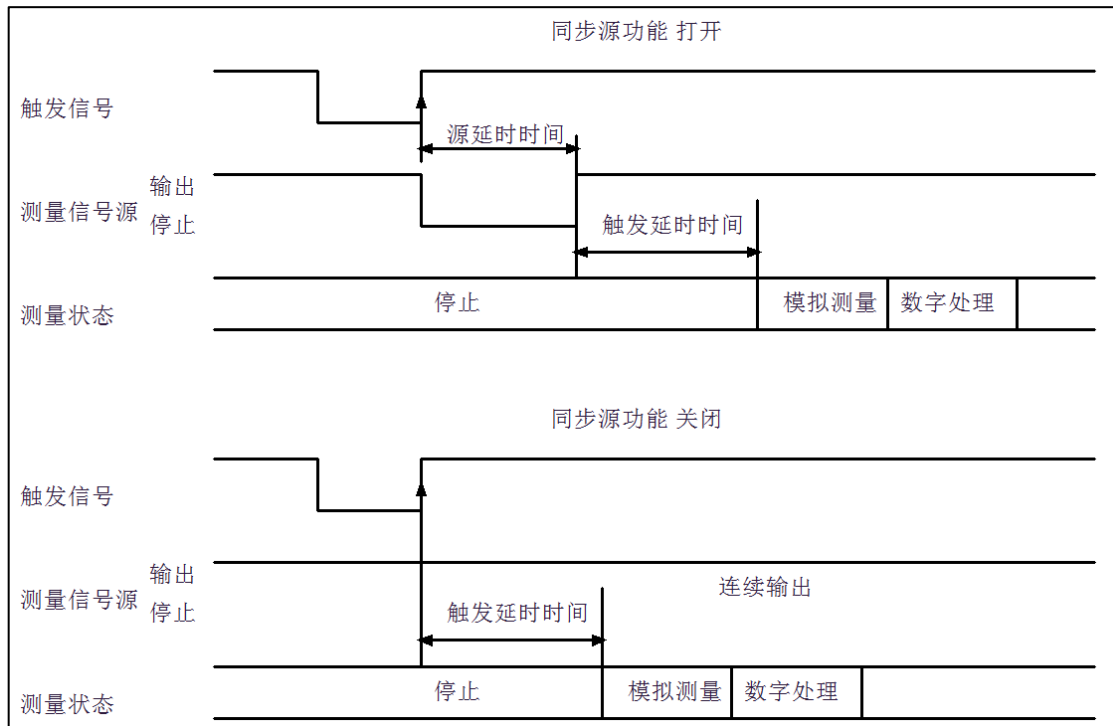 同步源功能 打开
触发信号
源延时时间
输出
测量信号源
停止
触发延时时间
测量状态
停止
模拟测量
数字处理
同步源功能 关闭
触发信号
输出
测量信号源
停止
连续输出
触发延时时间
测量状态
停止
模拟测量
数字处理